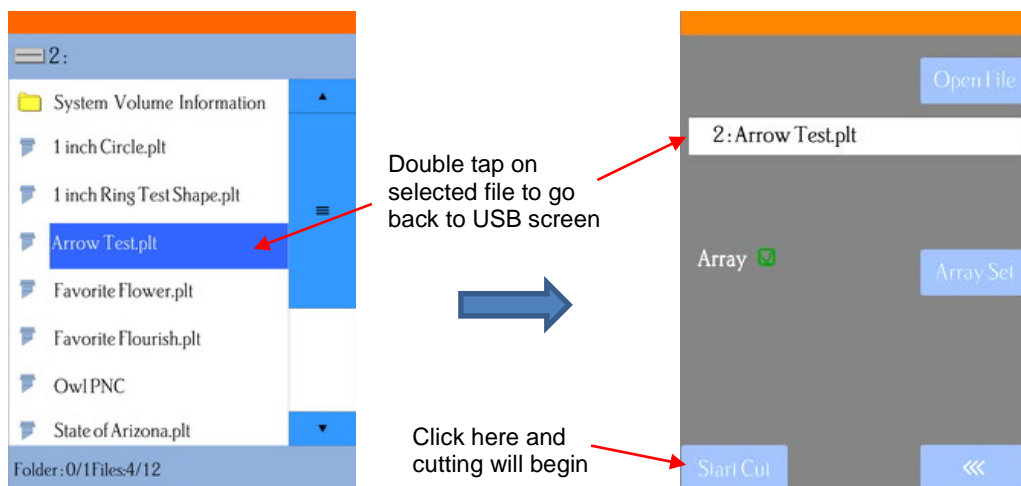 2:
System Volume Information
1 inch Circle.plt
1 inch Ring Test Shape.plt
Arrow Test.plt
Favorite Flower.plt
Favorite Flourish.plt
Owl PNC
State of Arizona.plt
Folder:0/1Files:4/12
Double tap on
selected file to go
back to USB screen
Click here and
cutting will begin
Open File
2:Arrow Test.plt
Array
Array Set
Start Cut